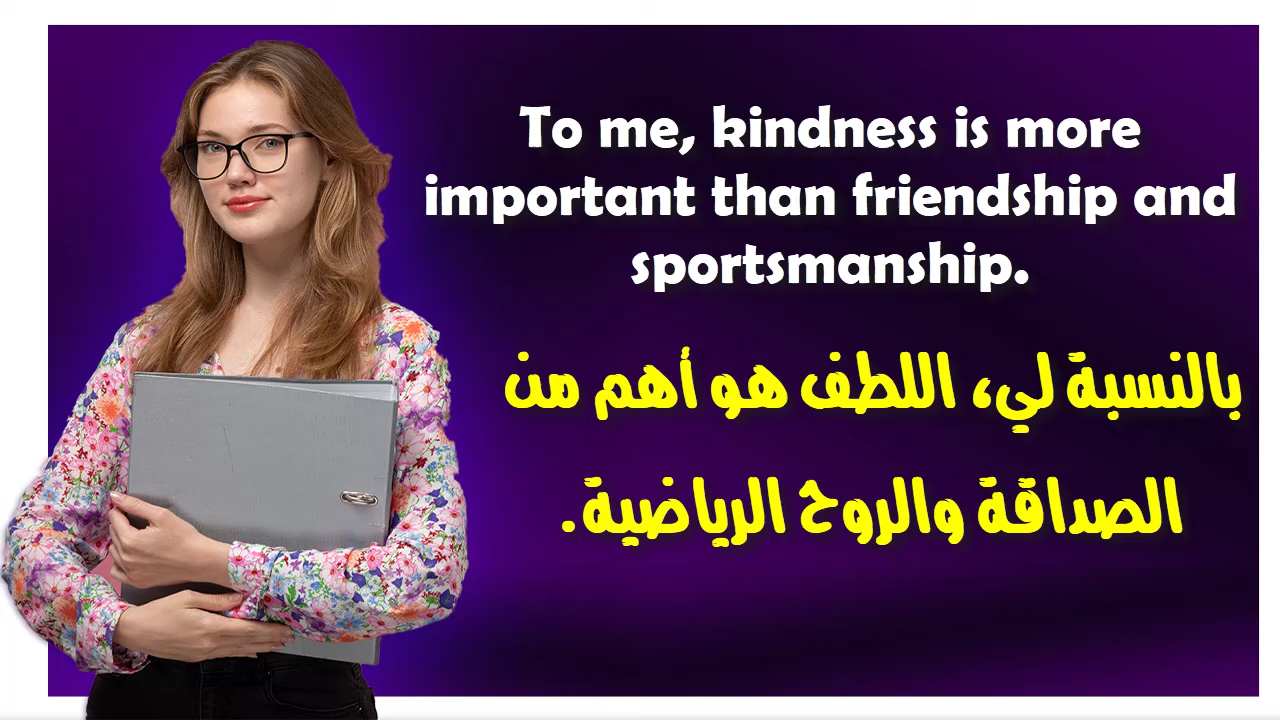 To me, kindness is more
important than friendship and
sportsmanship.
بالنسبة لي، اللطف هو أهم من
الصداقة والروح الرياضية.